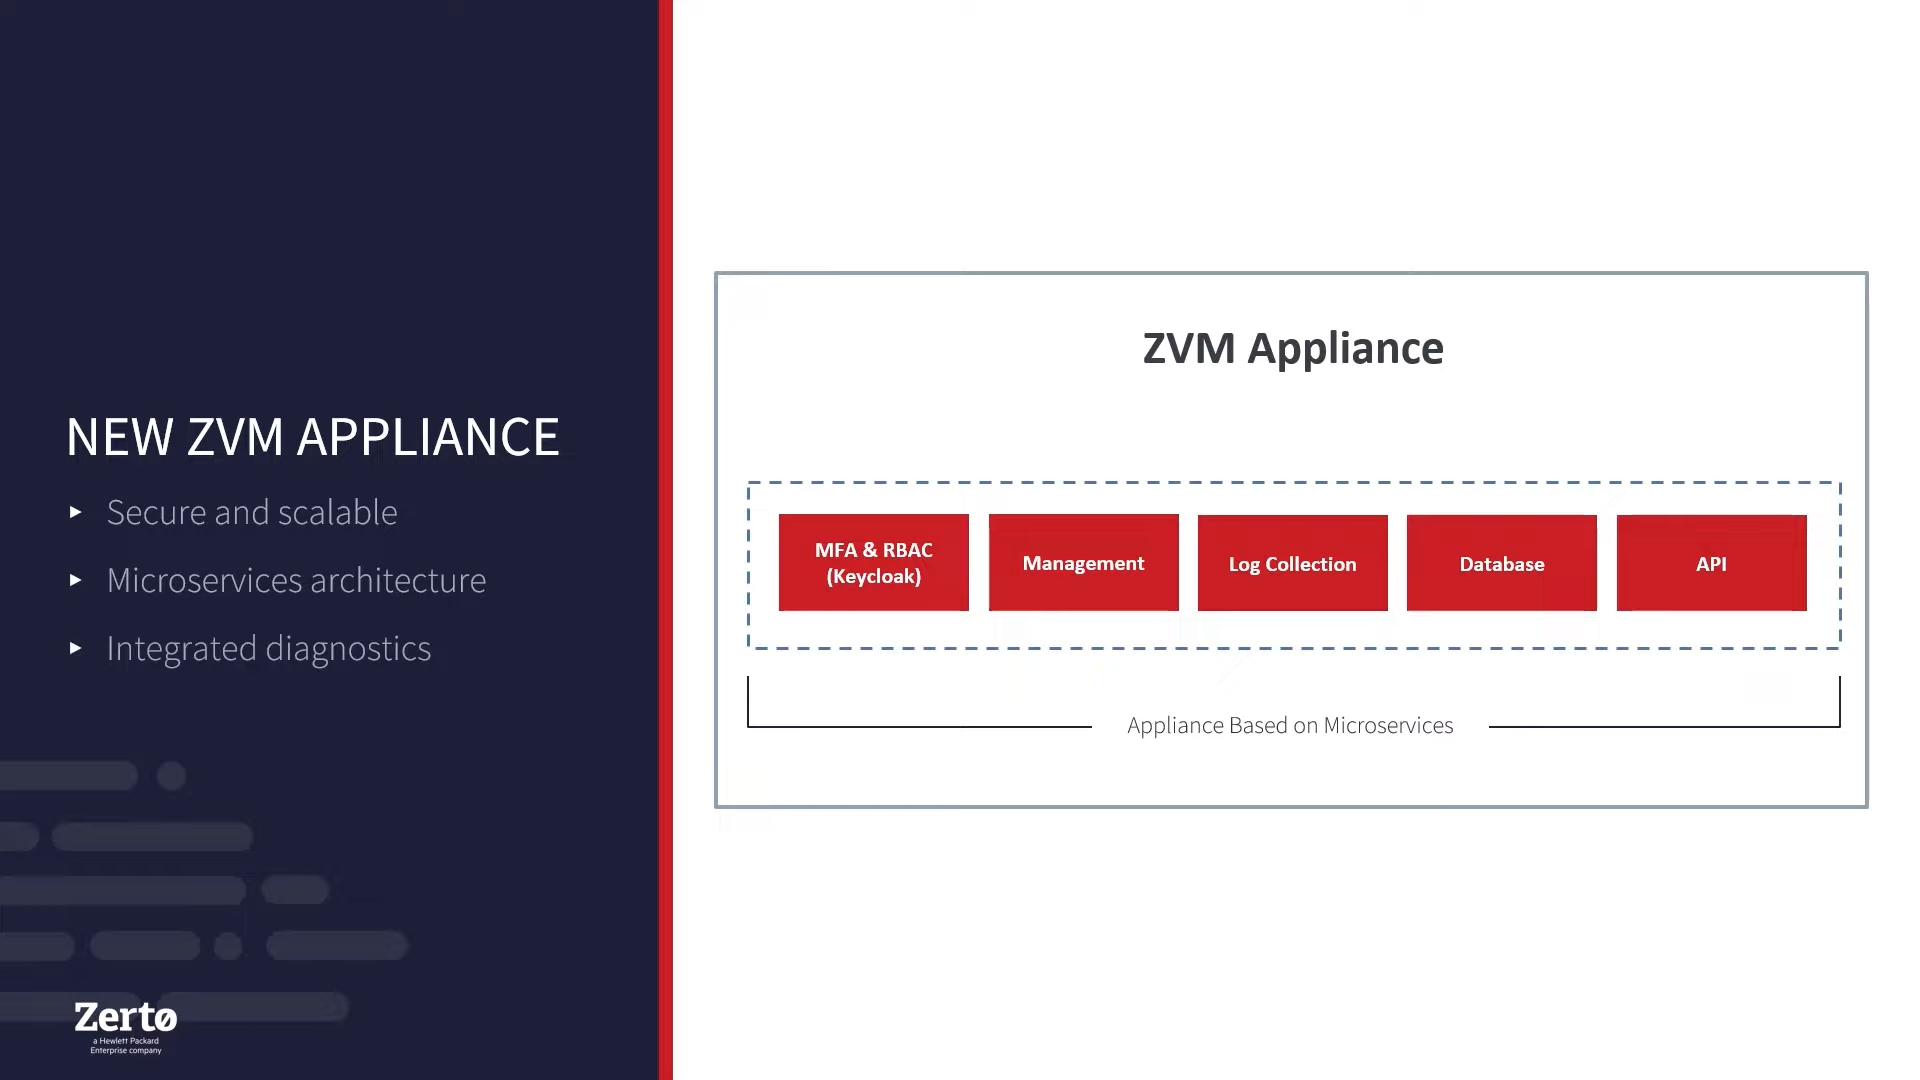 NEW ZVM APPLIANCE
Secure and scalable
Microservices architecture
Integrated diagnostics
Zerto
a Hewlett Packard
Enterprise company
ZVM Appliance
MFA & RBAC
(Keycloak)
Management
Log Collection
Database
API
Appliance Based on Microservices